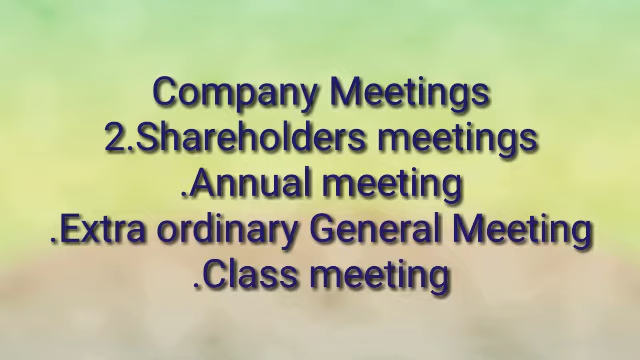 Company Meetings
2.Shareholders meetings
.Annual meeting
.Extra ordinary General Meeting
.Class meeting